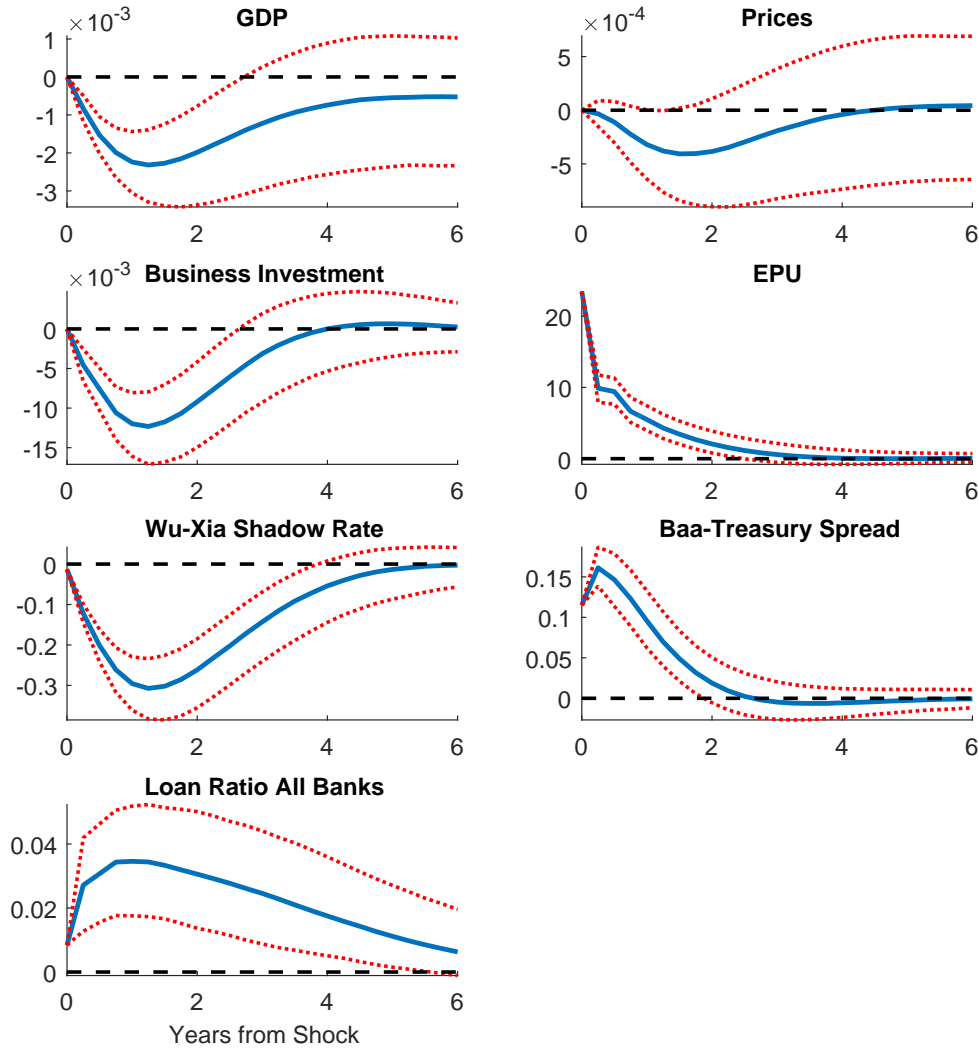 GDP
×10⁻³
1
0
-1
-2
-3
0 2 4 6
Prices
×10⁻⁴
5
0
-5
0 2 4 6
Business Investment
×10⁻³
0
-5
-10
-15
0 2 4 6
EPU
20
10
0
0 2 4 6
Wu-Xia Shadow Rate
0
-0.1
-0.2
-0.3
0 2 4 6
Baa-Treasury Spread
0.15
0.1
0.05
0
0 2 4 6
Loan Ratio All Banks
0.04
0.02
0
0 2 4 6
Years from Shock